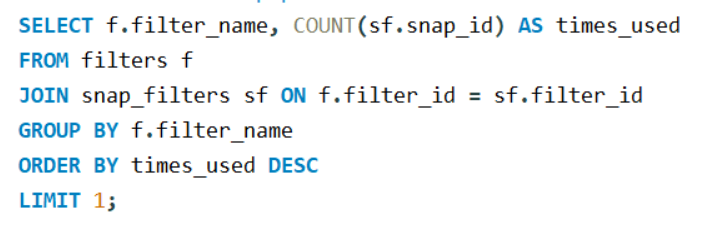 SELECT f.filter_name, COUNT(sf.snap_id) AS times_used
FROM filters f
JOIN snap_filters sf ON f.filter_id = sf.filter_id
GROUP BY f.filter_name
ORDER BY times_used DESC
LIMIT 1;